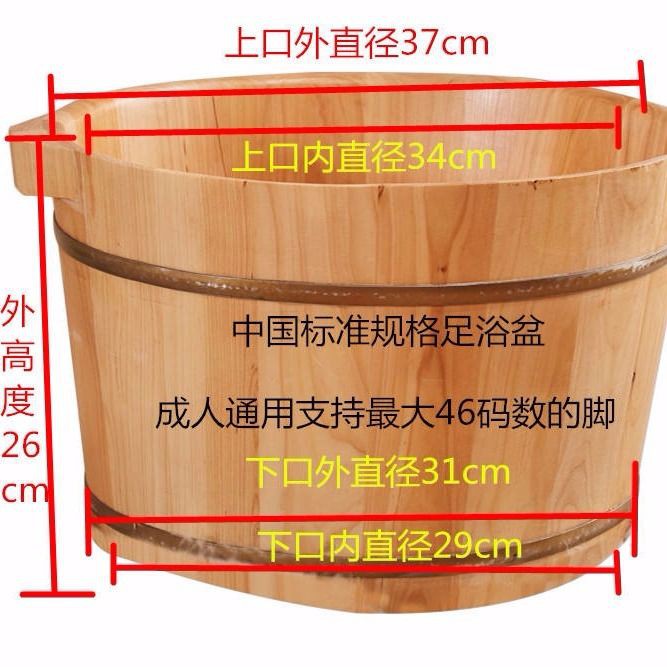 上口外直径37cm
上口内直径34cm
外高度26cm
中国标准规格足浴盆
成人通用支持最大46码数的脚
下口外直径31cm
下口内直径29cm